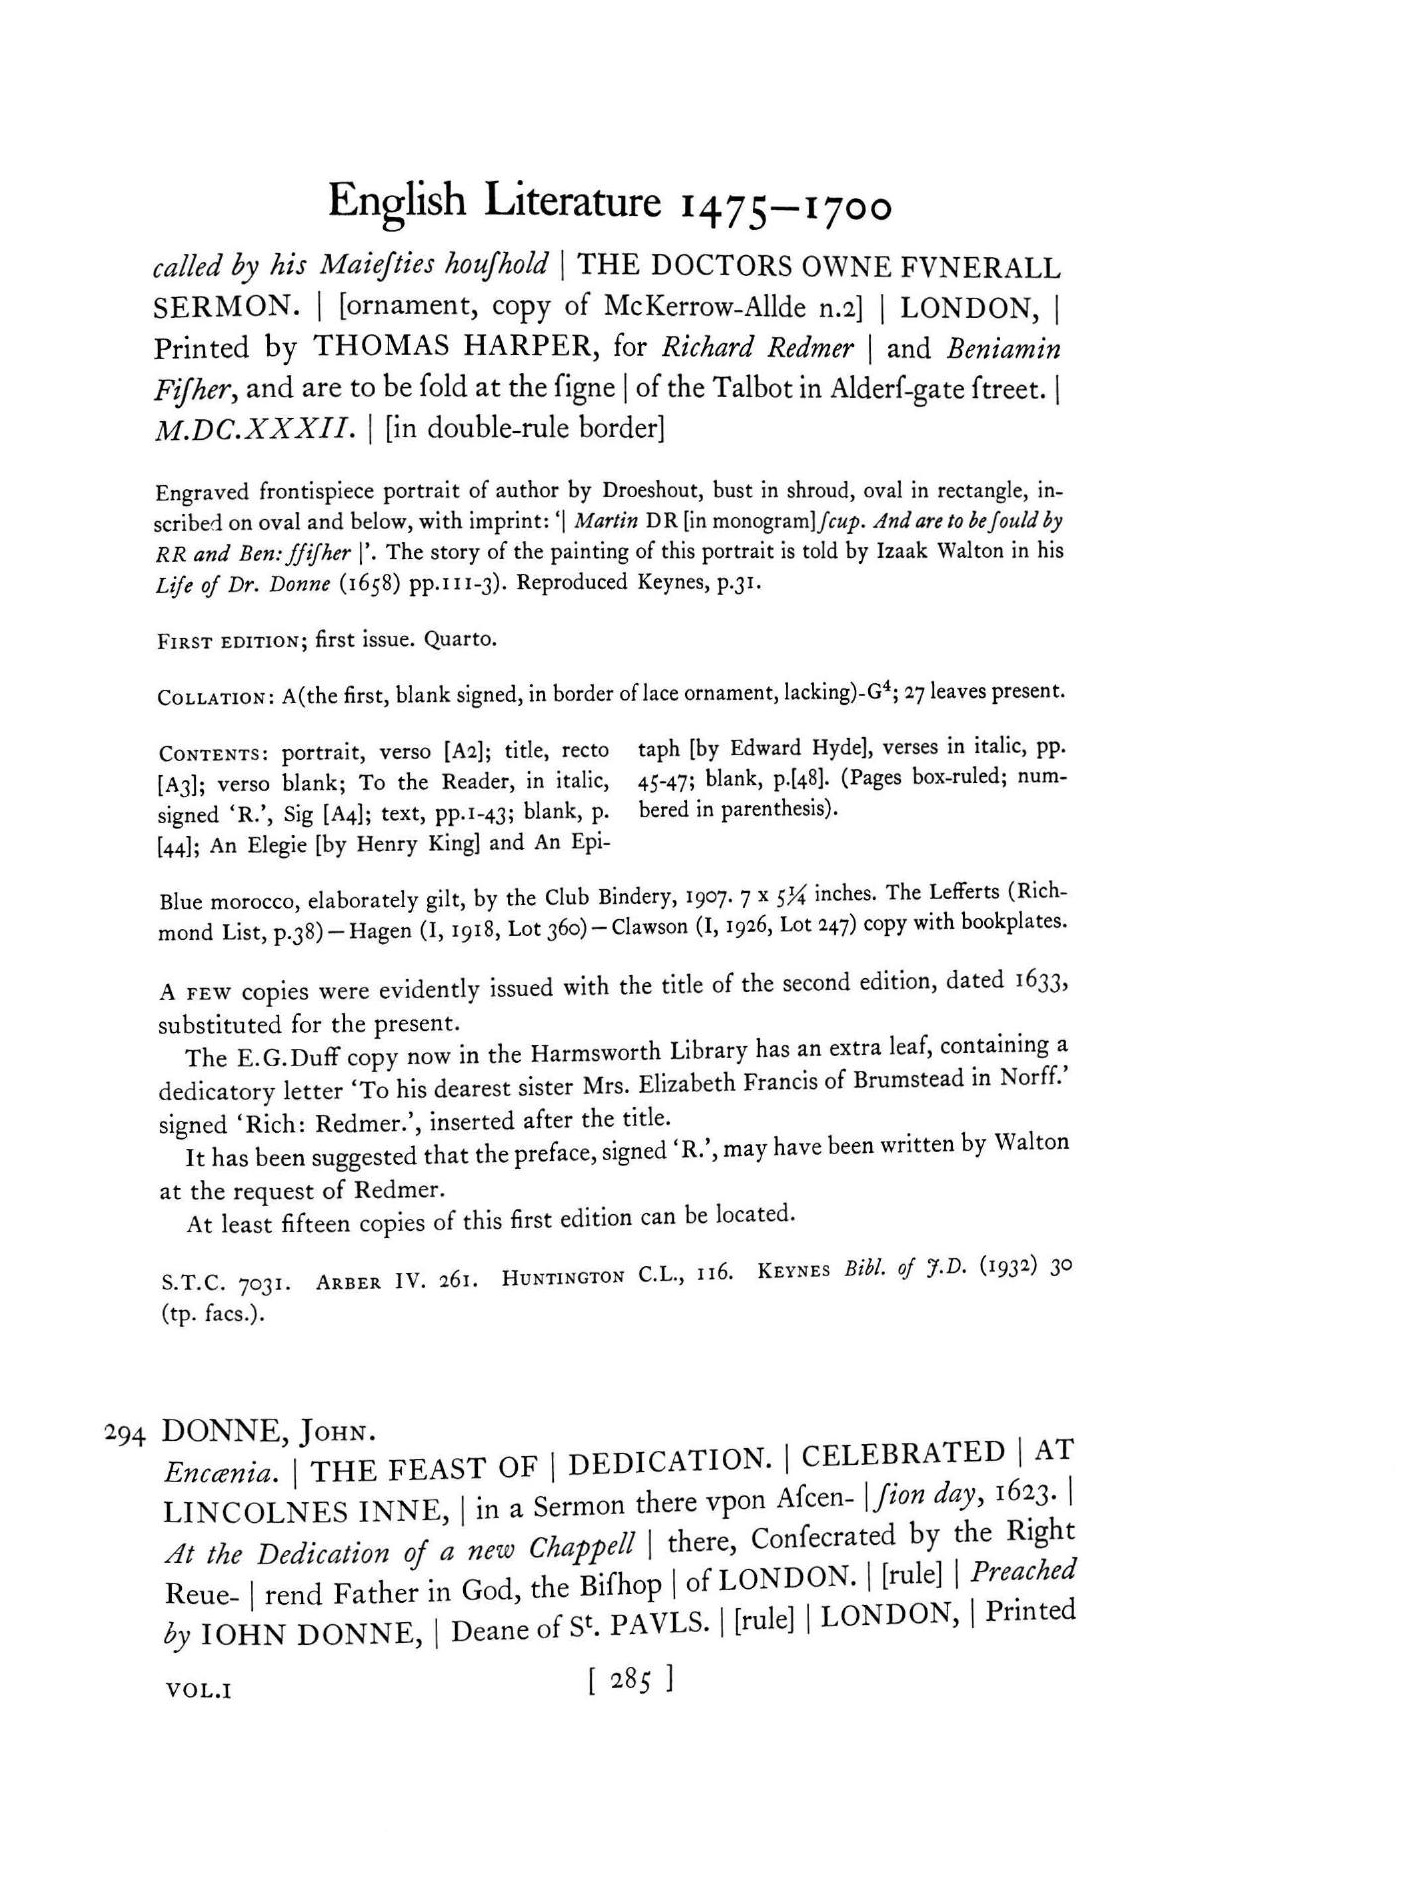 English Literature 1475–1700
called by his Maieſties houſhold | THE DOCTORS OWNE FVNERALL
SERMON. | [ornament, copy of McKerrow-Allde n.2] | LONDON, |
Printed by THOMAS HARPER, for Richard Redmer | and Beniamin
Fiſher, and are to be ſold at the ſigne | of the Talbot in Alderſ-gate ſtreet. |
M.DC.XXXII. | [in double-rule border]
Engraved frontispiece portrait of author by Droeshout, bust in shroud, oval in rectangle, in-
scribed on oval and below, with imprint: ‘| Martin DR [in monogram] ſcup. And are to be ſould by
RR and Ben: ffiſher |’. The story of the painting of this portrait is told by Izaak Walton in his
Life of Dr. Donne (1658) pp.111-3). Reproduced Keynes, p.31.
FIRST EDITION; first issue. Quarto.
COLLATION: A(the first, blank signed, in border of lace ornament, lacking)-G⁴; 27 leaves present.
CONTENTS: portrait, verso [A2]; title, recto
[A3]; verso blank; To the Reader, in italic,
signed ‘R.’, Sig [A4]; text, pp.1-43; blank, p.
[44]; An Elegie [by Henry King] and An Epi-
taph [by Edward Hyde], verses in italic, pp.
45-47; blank, p.[48]. (Pages box-ruled; num-
bered in parenthesis).
Blue morocco, elaborately gilt, by the Club Bindery, 1907. 7 x 5¼ inches. The Lefferts (Rich-
mond List, p.38) — Hagen (I, 1918, Lot 360) — Clawson (I, 1926, Lot 247) copy with bookplates.
A FEW copies were evidently issued with the title of the second edition, dated 1633,
substituted for the present.
The E.G.Duff copy now in the Harmsworth Library has an extra leaf, containing a
dedicatory letter ‘To his dearest sister Mrs. Elizabeth Francis of Brumstead in Norff.’
signed ‘Rich: Redmer.’, inserted after the title.
It has been suggested that the preface, signed ‘R.’, may have been written by Walton
at the request of Redmer.
At least fifteen copies of this first edition can be located.
S.T.C. 7031. ARBER IV. 261. HUNTINGTON C.L., 116. KEYNES Bibl. of J.D. (1932) 30
(tp. facs.).
294 DONNE, JOHN.
Encænia. | THE FEAST OF | DEDICATION. | CELEBRATED | AT
LINCOLNES INNE, | in a Sermon there vpon Aſcen- | ſion day, 1623. |
At the Dedication of a new Chappell | there, Conſecrated by the Right
Reue- | rend Father in God, the Biſhop | of LONDON. | [rule] | Preached
by IOHN DONNE, | Deane of Sᵗ. PAVLS. | [rule] | LONDON, | Printed
VOL.I
[ 285 ]